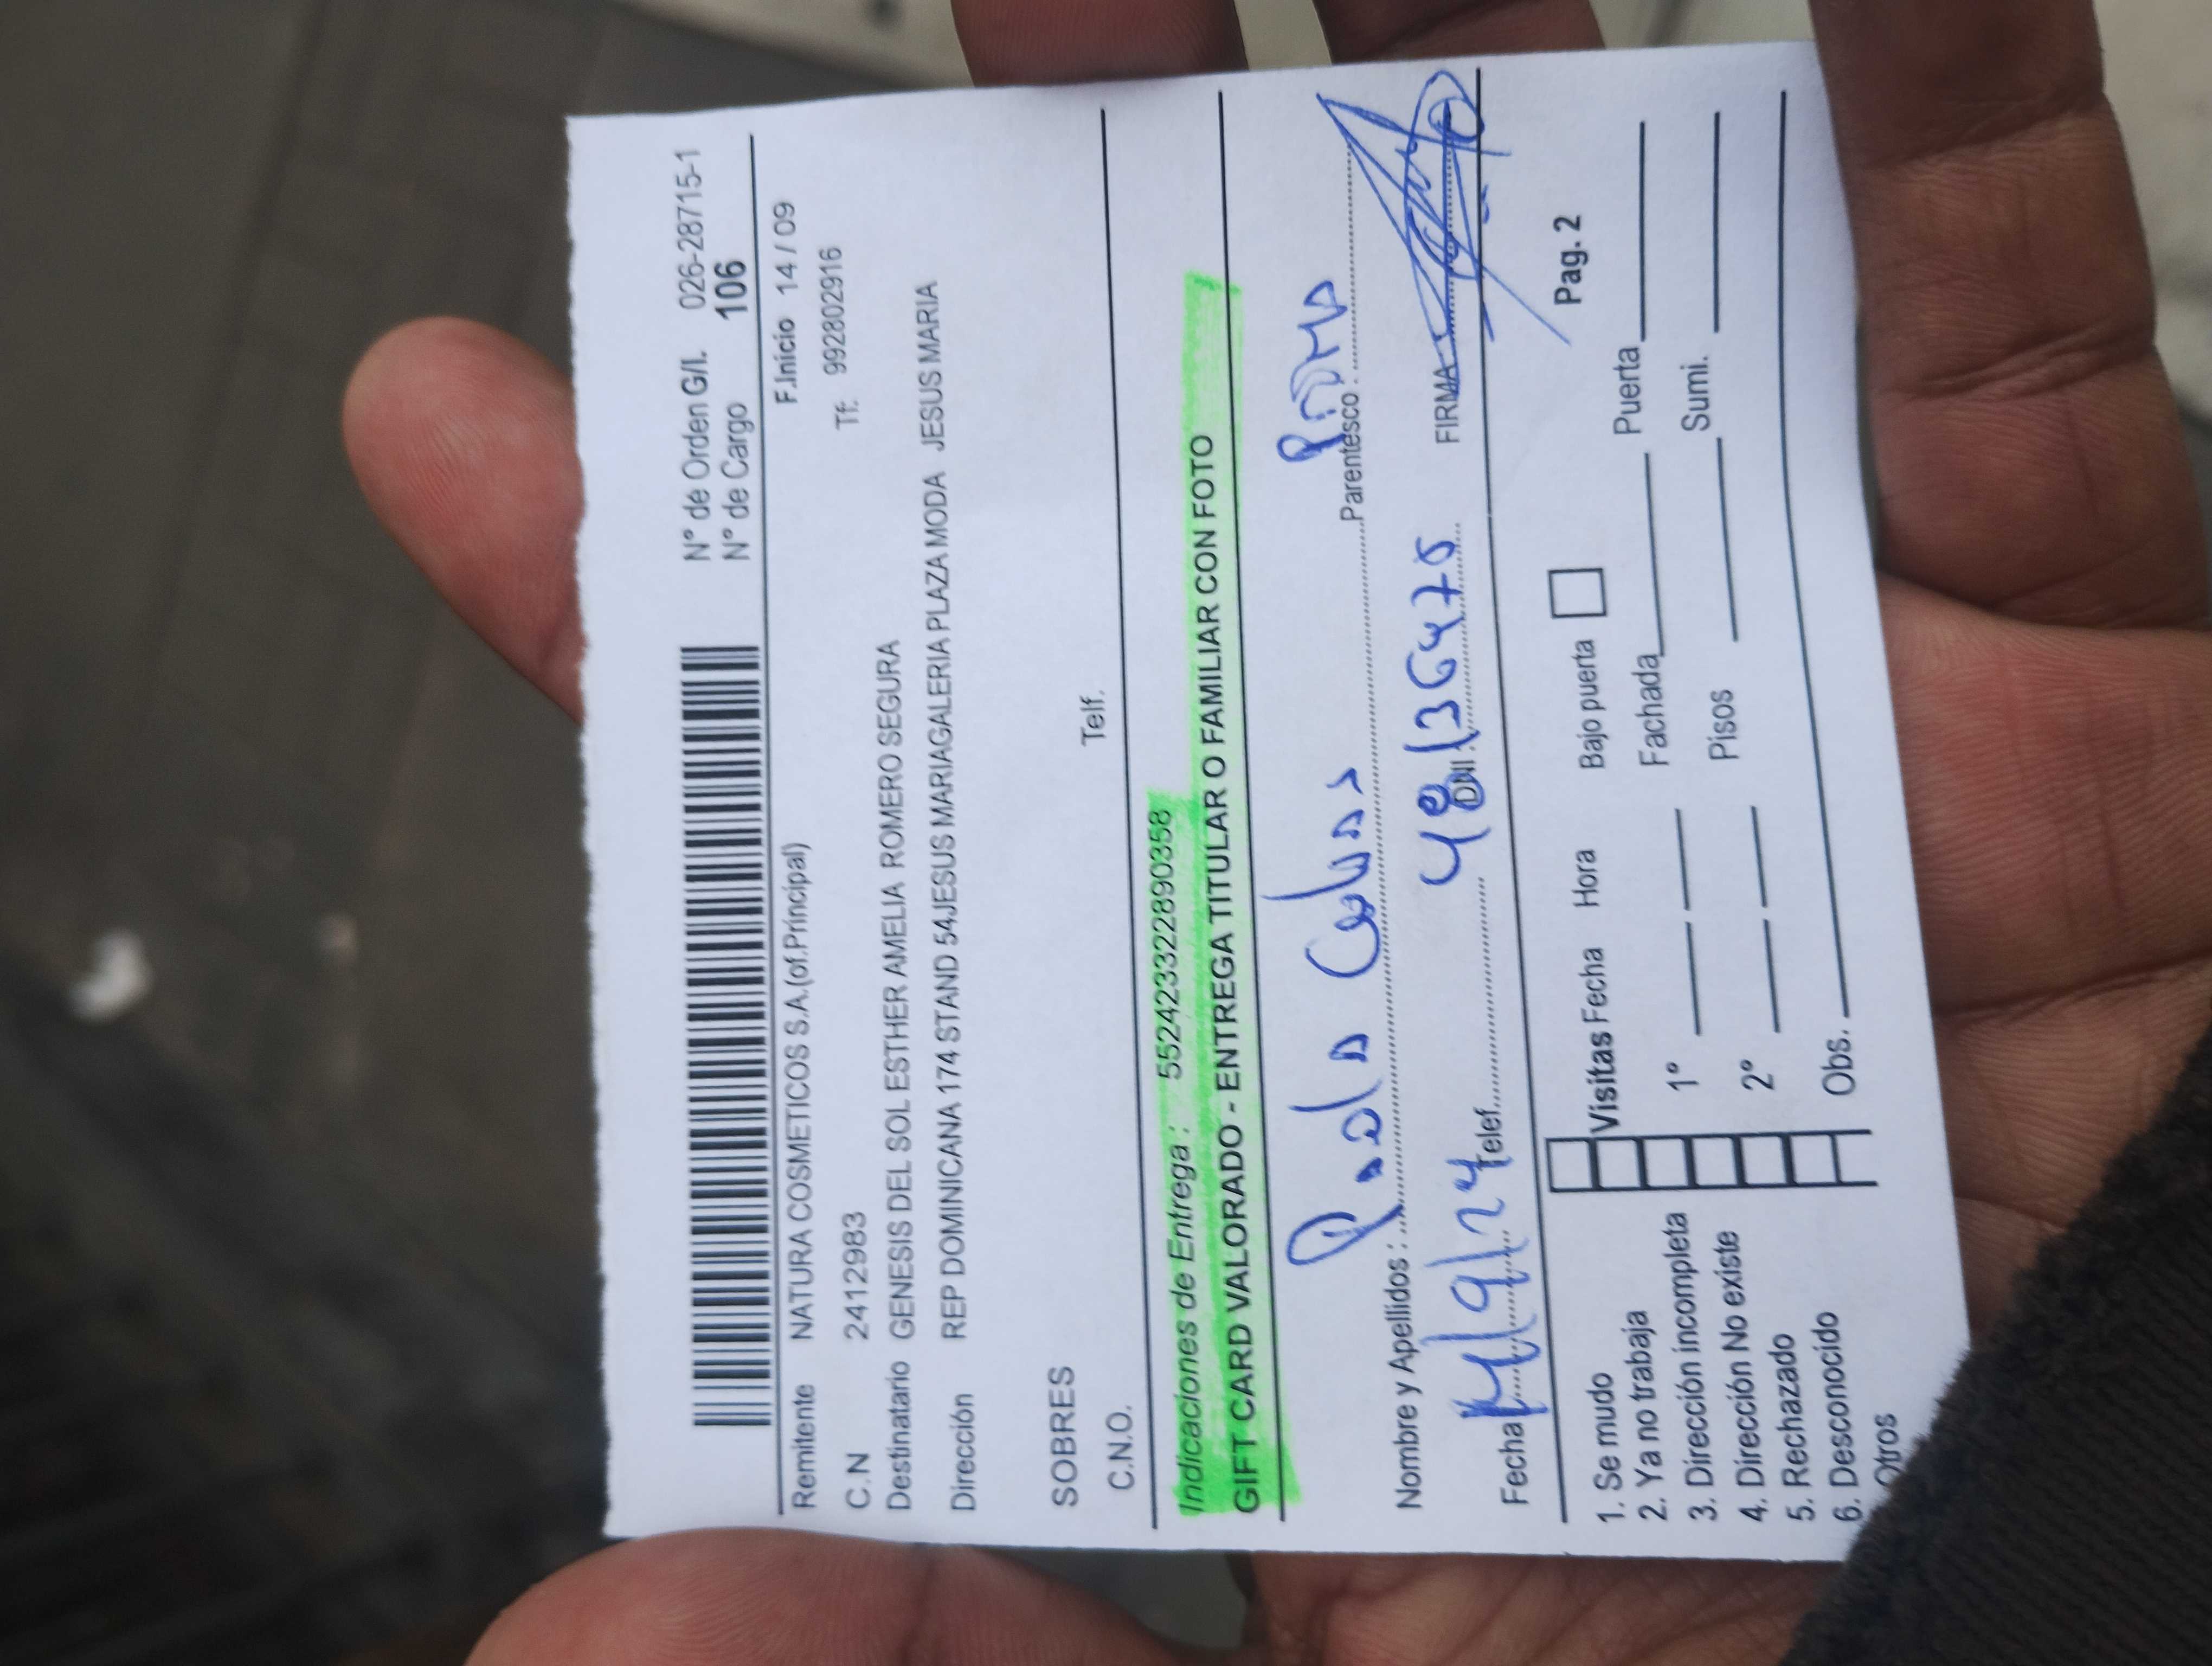 N° de Orden G/I. 026-28715-1
N° de Cargo 106
F.Inicio 14 / 09
Remitente NATURA COSMETICOS S.A.(of.Principal)
C.N 2412983 Tf: 992802916
Destinatario GENESIS DEL SOL ESTHER AMELIA ROMERO SEGURA
Dirección REP DOMINICANA 174 STAND 54JESUS MARIAGALERIA PLAZA MODA JESUS MARIA
SOBRES
C.N.O. Telf.
Indicaciones de Entrega : 5524233228903 58
GIFT CARD VALORADO - ENTREGA TITULAR O FAMILIAR CON FOTO
Nombre y Apellidos : Parentesco :
Fecha Telef. DNI 48136475 FIRMA
Pag. 2
1. Se mudo
2. Ya no trabaja
3. Dirección incompleta
4. Dirección No existe
5. Rechazado
6. Desconocido
Otros
Visitas Fecha Hora Bajo puerta
1° Fachada Puerta
2° Pisos Sumi.
Obs.